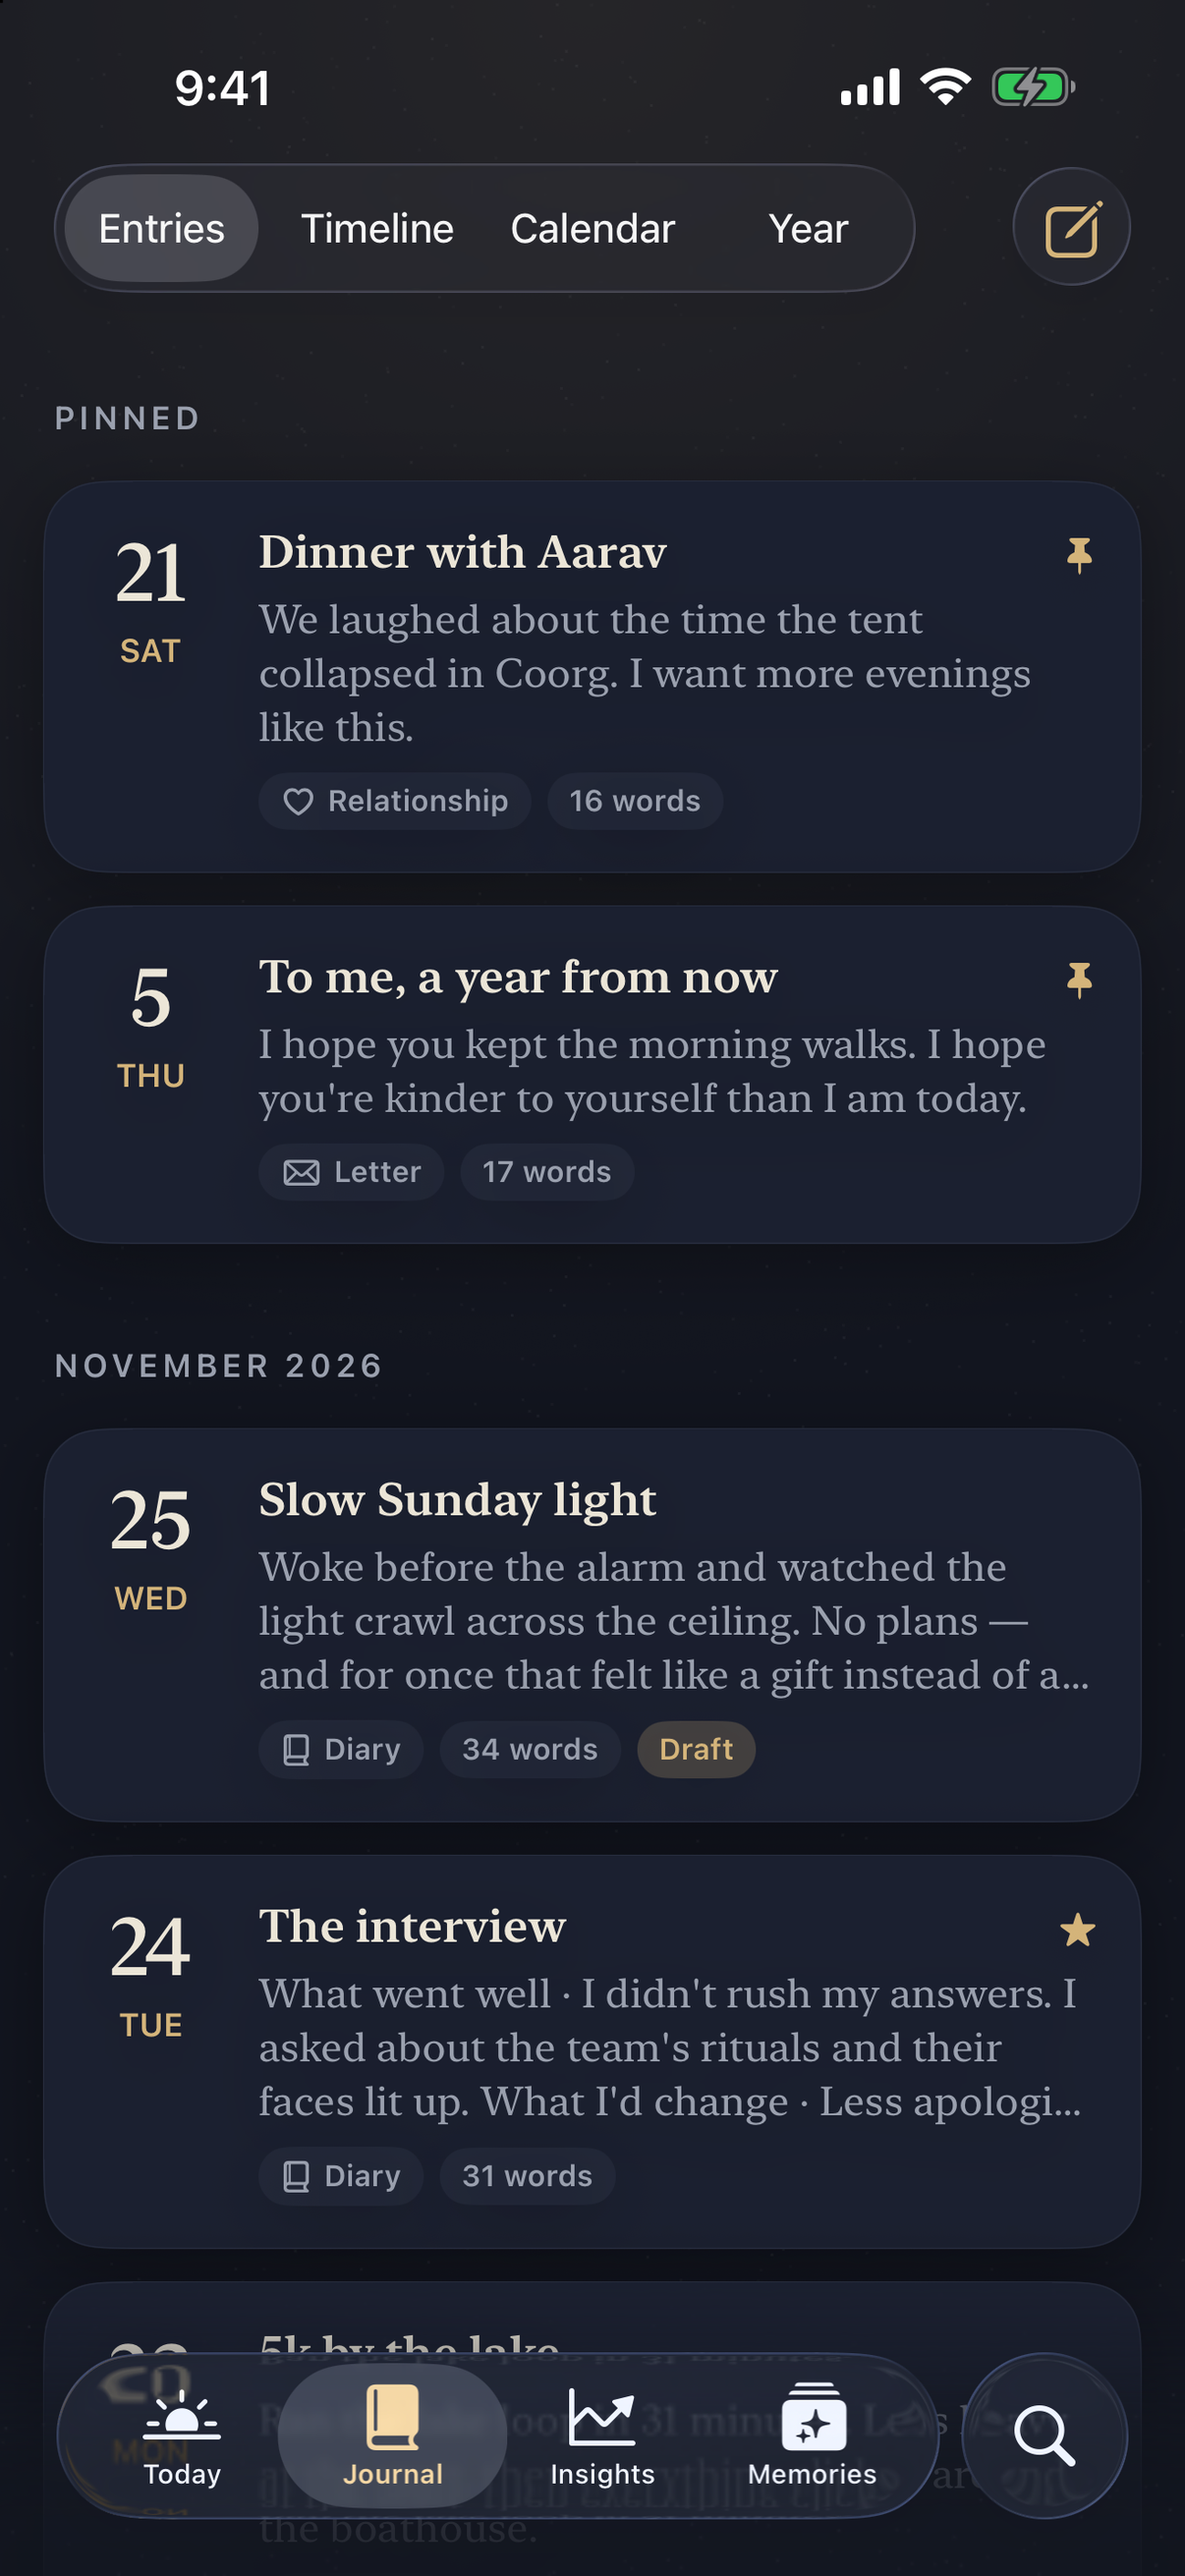 9:41
Entries Timeline Calendar Year
PINNED
21
SAT
Dinner with Aarav
We laughed about the time the tent
collapsed in Coorg. I want more evenings
like this.
Relationship 16 words
5
THU
To me, a year from now
I hope you kept the morning walks. I hope
you're kinder to yourself than I am today.
Letter 17 words
NOVEMBER 2026
25
WED
Slow Sunday light
Woke before the alarm and watched the
light crawl across the ceiling. No plans —
and for once that felt like a gift instead of a...
Diary 34 words Draft
24
TUE
The interview
What went well · I didn't rush my answers. I
asked about the team's rituals and their
faces lit up. What I'd change · Less apologi...
Diary 31 words
5k by the lake
MON
31
the boathouse.
Today Journal Insights Memories